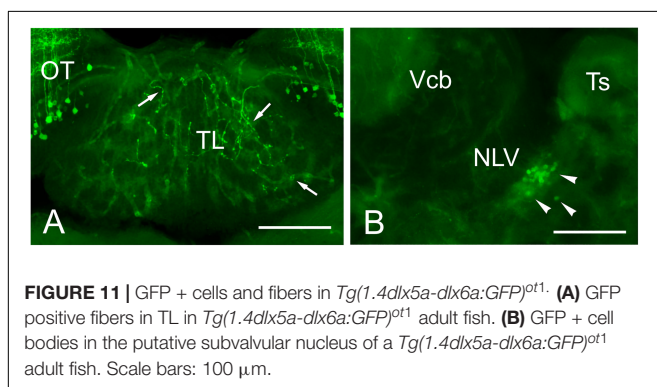 OT
TL
A
Vcb
Ts
NLV
B
FIGURE 11 | GFP + cells and fibers in Tg(1.4dlx5a-dlx6a:GFP)ot1. (A) GFP
positive fibers in TL in Tg(1.4dlx5a-dlx6a:GFP)ot1 adult fish. (B) GFP + cell
bodies in the putative subvalvular nucleus of a Tg(1.4dlx5a-dlx6a:GFP)ot1
adult fish. Scale bars: 100 μm.